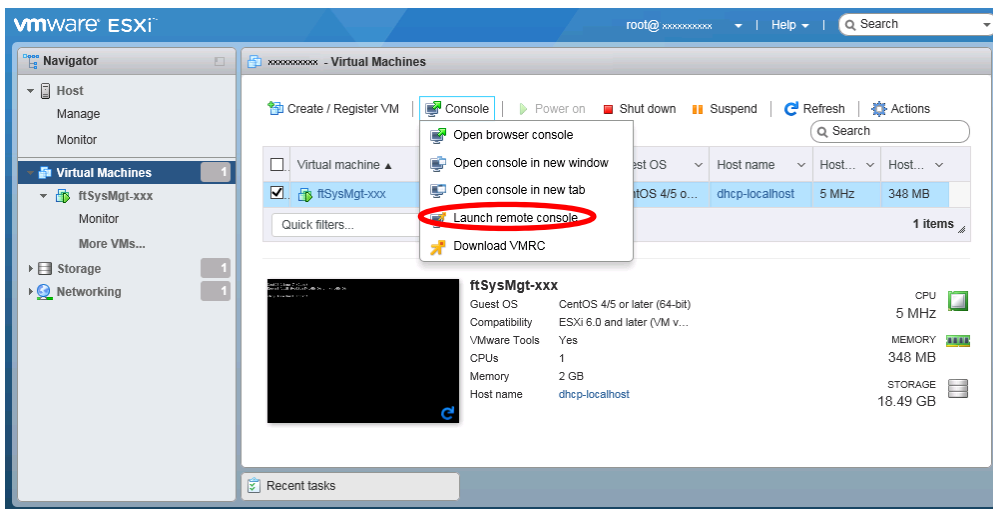 vmware ESXi
root@ xxxxxxxxxx | Help | Search
Navigator
xxxxxxxxxx - Virtual Machines
Host
Manage
Monitor
Virtual Machines 1
ftSysMgt-xxx
Monitor
More VMs...
Storage 1
Networking 1
Create / Register VM | Console | Power on Shut down Suspend | Refresh | Actions
Search
Open browser console
Open console in new window
Open console in new tab
Launch remote console
Download VMRC
Virtual machine ▲ est OS Host name Host... Host...
ftSysMgt-xxx tOS 4/5 o... dhcp-localhost 5 MHz 348 MB
Quick filters... 1 items
ftSysMgt-xxx
Guest OS CentOS 4/5 or later (64-bit)
Compatibility ESXi 6.0 and later (VM v...
VMware Tools Yes
CPUs 1
Memory 2 GB
Host name dhcp-localhost
CPU
5 MHz
MEMORY
348 MB
STORAGE
18.49 GB
Recent tasks